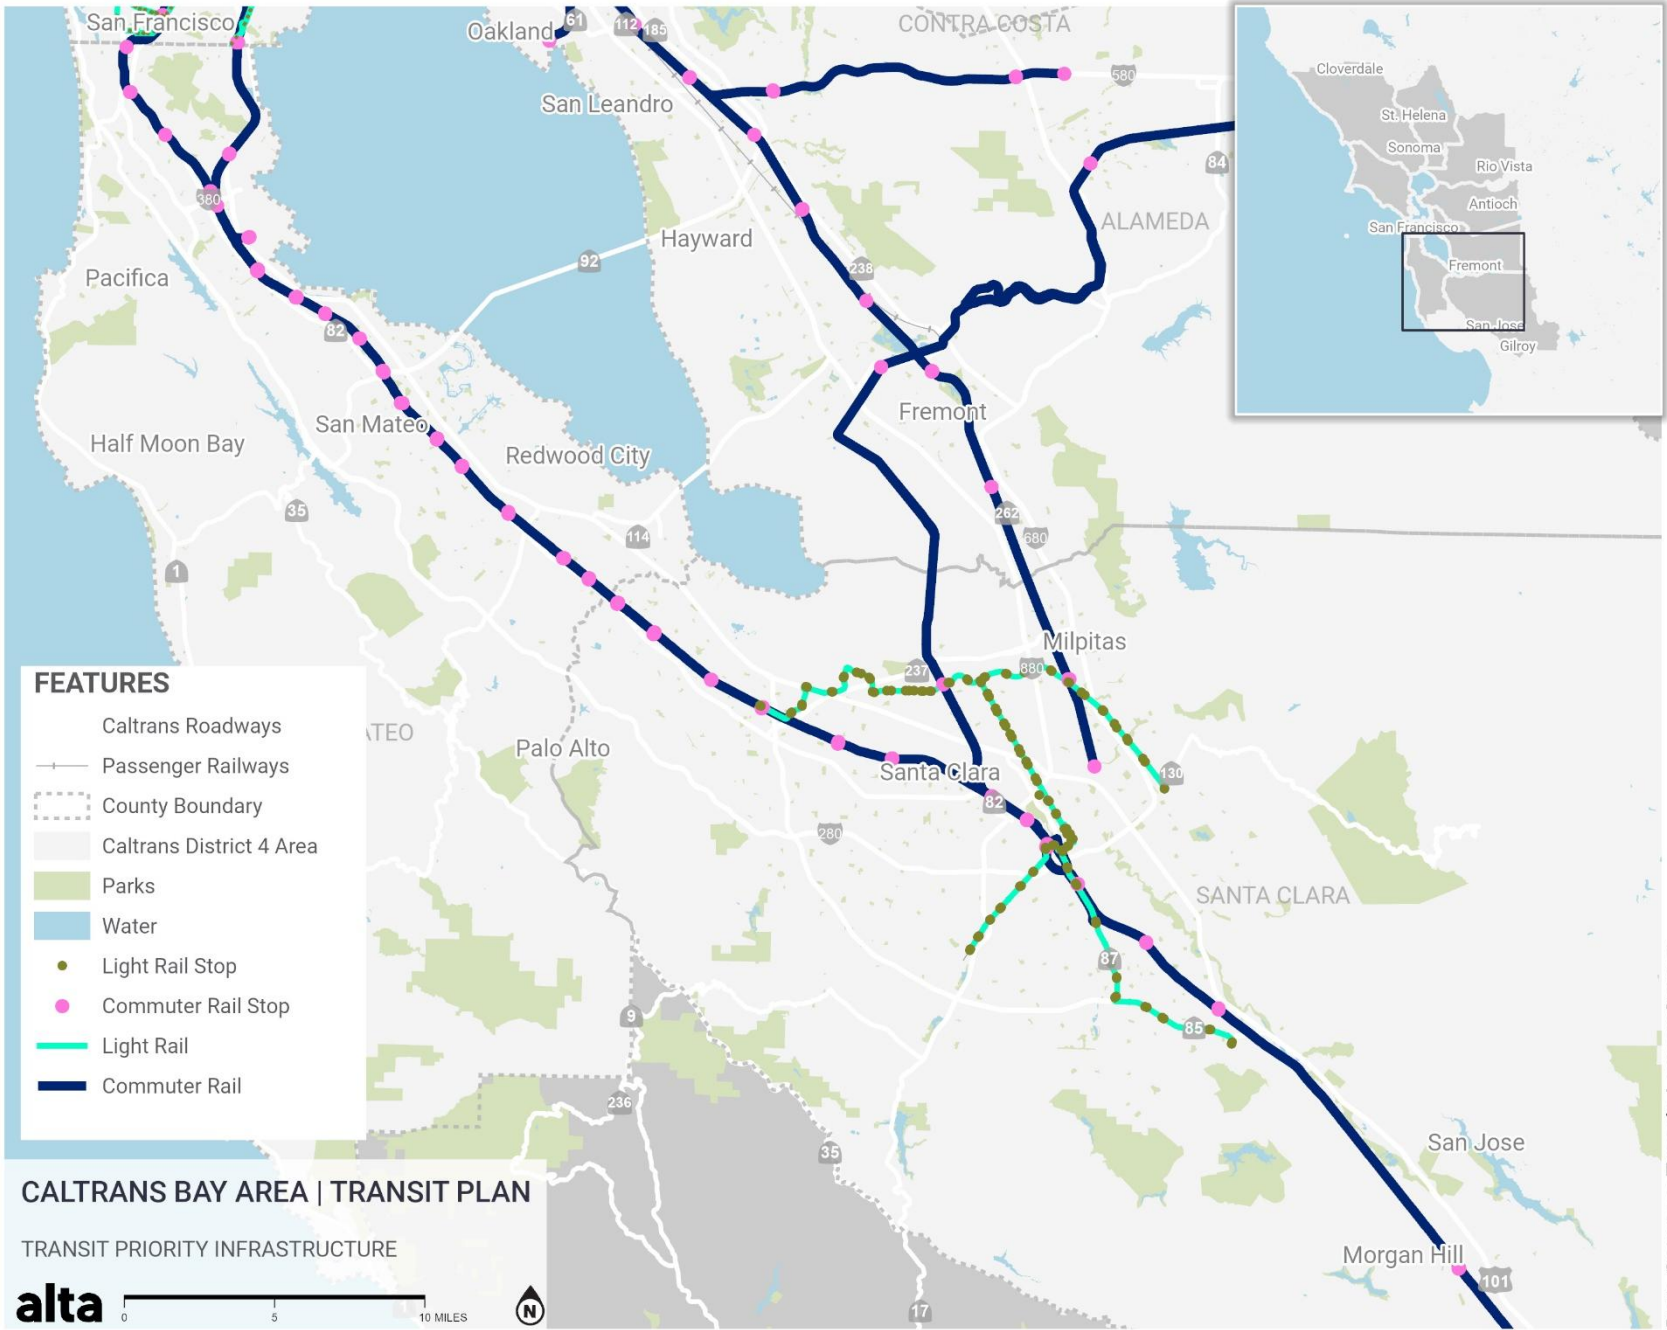 San Francisco
Oakland
61
112
185
CONTRA COSTA
580
San Leandro
84
380
Hayward
ALAMEDA
92
238
Pacifica
82
Fremont
San Mateo
Half Moon Bay
Redwood City
35
262
114
680
1
Milpitas
237
880
ATEO
Palo Alto
Santa Clara
130
82
280
SANTA CLARA
87
9
85
236
35
San Jose
Morgan Hill
101
17
1
Cloverdale
St. Helena
Sonoma
Rio Vista
Antioch
San Francisco
Fremont
San Jose
Gilroy
FEATURES
Caltrans Roadways
Passenger Railways
County Boundary
Caltrans District 4 Area
Parks
Water
Light Rail Stop
Commuter Rail Stop
Light Rail
Commuter Rail
CALTRANS BAY AREA | TRANSIT PLAN
TRANSIT PRIORITY INFRASTRUCTURE
alta
0 5 10 MILES
N